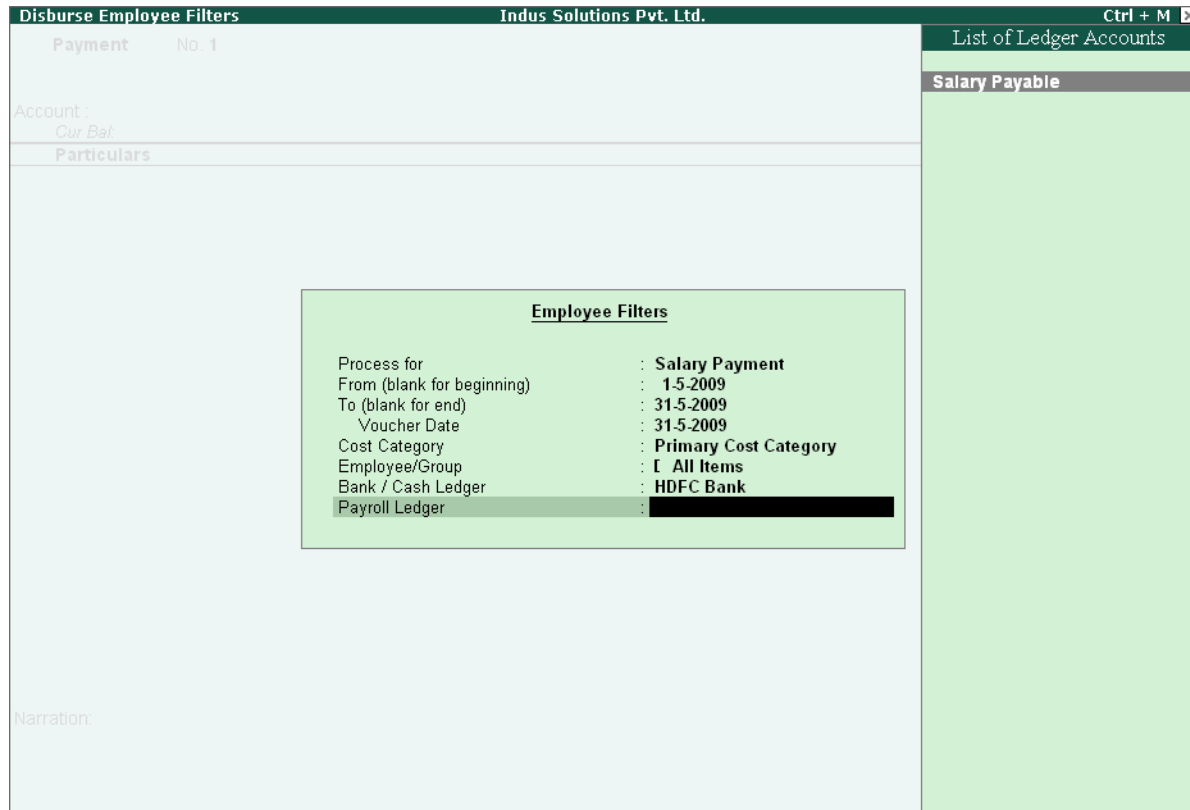 Disburse Employee Filters Indus Solutions Pvt. Ltd. Ctrl + M
Payment No. 1 List of Ledger Accounts
Salary Payable
Account :
Cur Bal:
Particulars
Employee Filters
Process for : Salary Payment
From (blank for beginning) : 1-5-2009
To (blank for end) : 31-5-2009
Voucher Date : 31-5-2009
Cost Category : Primary Cost Category
Employee/Group : [ All Items
Bank / Cash Ledger : HDFC Bank
Payroll Ledger :
Narration: